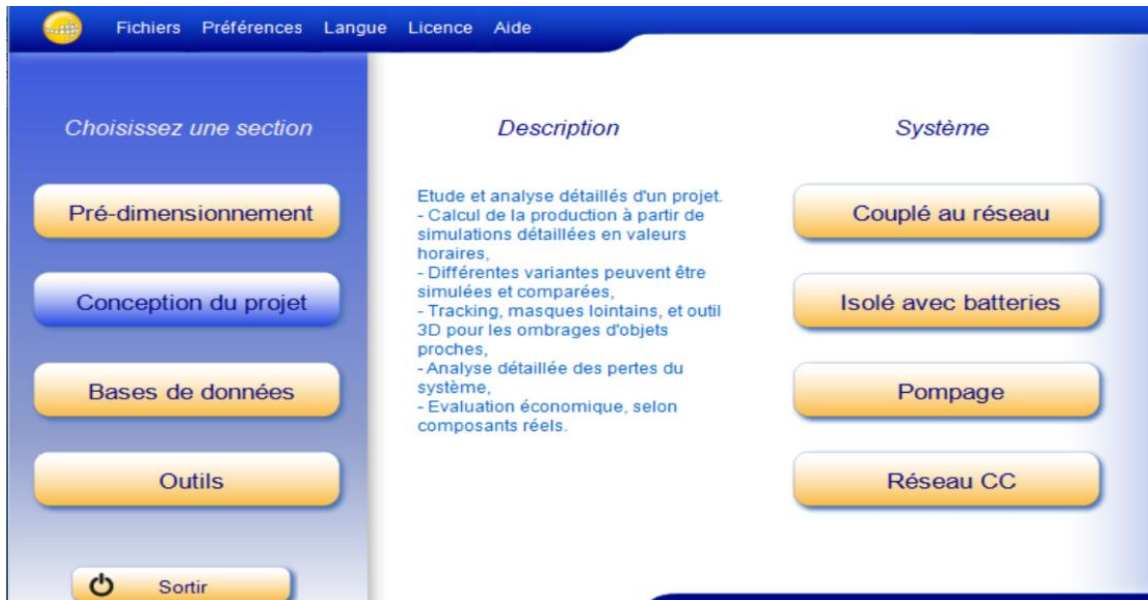 Fichiers Préférences Langue Licence Aide
Choisissez une section
Pré-dimensionnement
Conception du projet
Bases de données
Outils
Sortir
Description
Etude et analyse détaillés d'un projet.
- Calcul de la production à partir de
simulations détaillées en valeurs
horaires,
- Différentes variantes peuvent être
simulées et comparées,
- Tracking, masques lointains, et outil
3D pour les ombrages d'objets
proches,
- Analyse détaillée des pertes du
système,
- Evaluation économique, selon
composants réels.
Système
Couplé au réseau
Isolé avec batteries
Pompage
Réseau CC